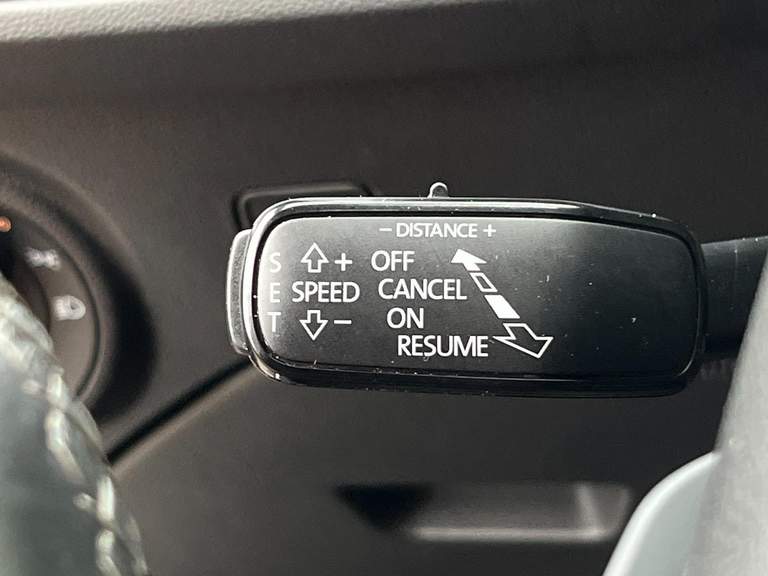 − DISTANCE +
S + OFF
E SPEED CANCEL
T − ON
RESUME